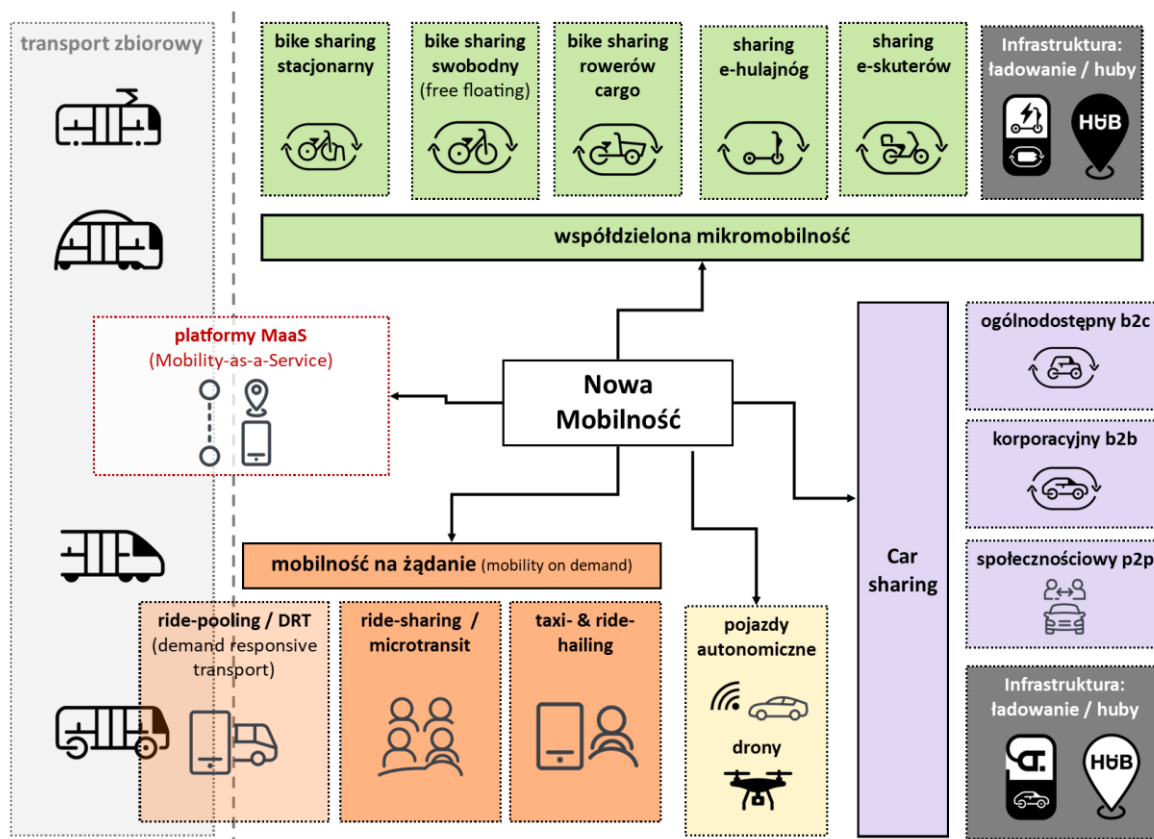 transport zbiorowy
bike sharing
stacjonarny
bike sharing
swobodny
(free floating)
bike sharing
rowerów
cargo
sharing
e-hulajnóg
sharing
e-skuterów
Infrastruktura:
ładowanie / huby
HUB
współdzielona mikromobilność
platformy MaaS
(Mobility-as-a-Service)
Nowa
Mobilność
Car
sharing
ogólnodostępny b2c
korporacyjny b2b
społecznościowy p2p
Infrastruktura:
ładowanie / huby
HUB
mobilność na żądanie (mobility on demand)
ride-pooling / DRT
(demand responsive
transport)
ride-sharing /
microtransit
taxi- & ride-
hailing
pojazdy
autonomiczne
drony